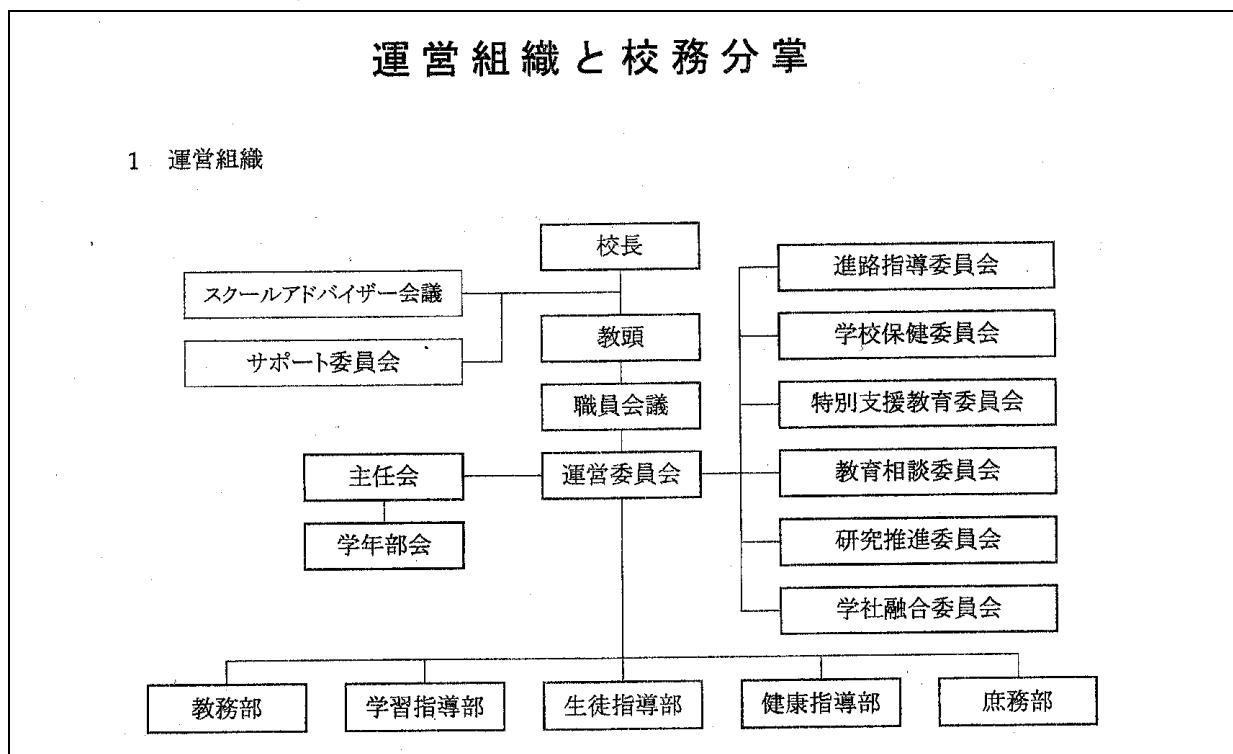 運営組織と校務分掌
1 運営組織
校長
スクールアドバイザー会議
サポート委員会
教頭
職員会議
運営委員会
主任会
学年部会
進路指導委員会
学校保健委員会
特別支援教育委員会
教育相談委員会
研究推進委員会
学社融合委員会
教務部
学習指導部
生徒指導部
健康指導部
庶務部